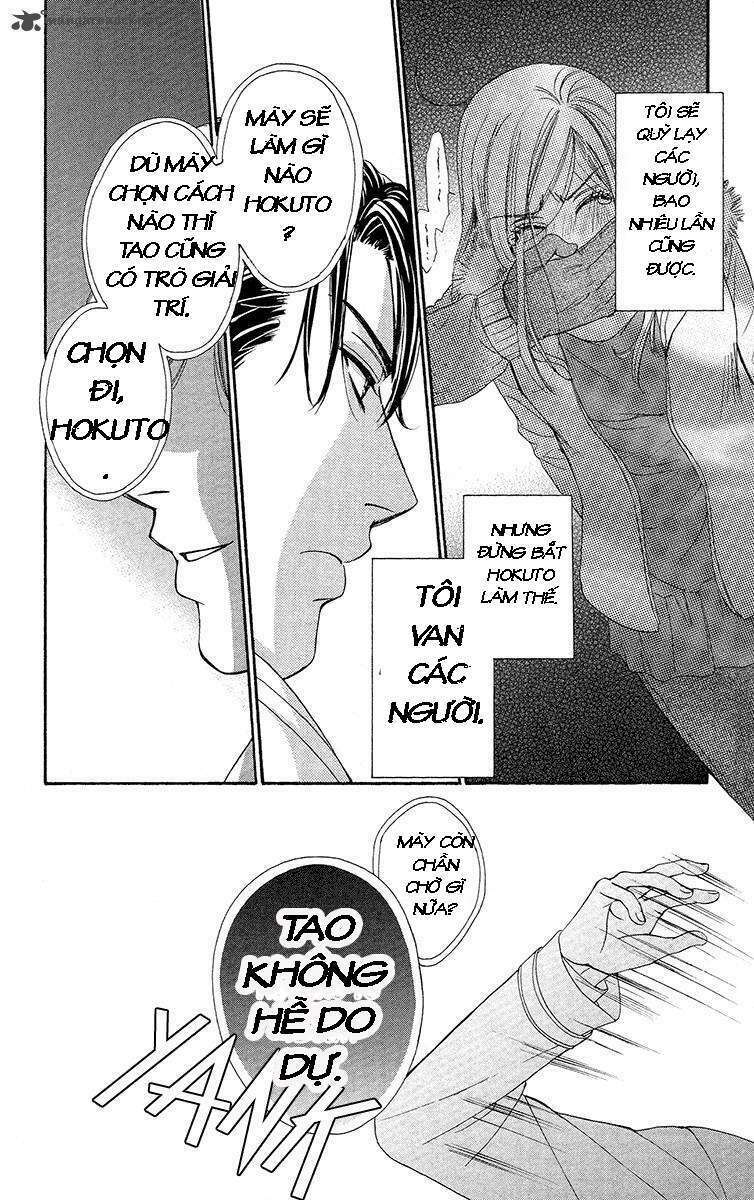 TÔI SẼ
QUỲ LẠY
CÁC
NGƯỜI,
BAO
NHIÊU LẦN
CŨNG
ĐƯỢC.
NHƯNG
ĐỪNG BẮT
HOKUTO
LÀM THẾ.
TÔI
VAN
CÁC
NGƯỜI.
MÀY SẼ
LÀM GÌ
NÀO
HOKUTO
?
DÙ MÀY
CHỌN CÁCH
NÀO THÌ
TAO CŨNG
CÓ TRÒ GIẢI
TRÍ.
CHỌN
ĐI,
HOKUTO
.
MÀY CÒN
CHẦN
CHỜ GÌ
NỮA?
TAO
KHÔNG
HỀ DO
DỰ.
YANK